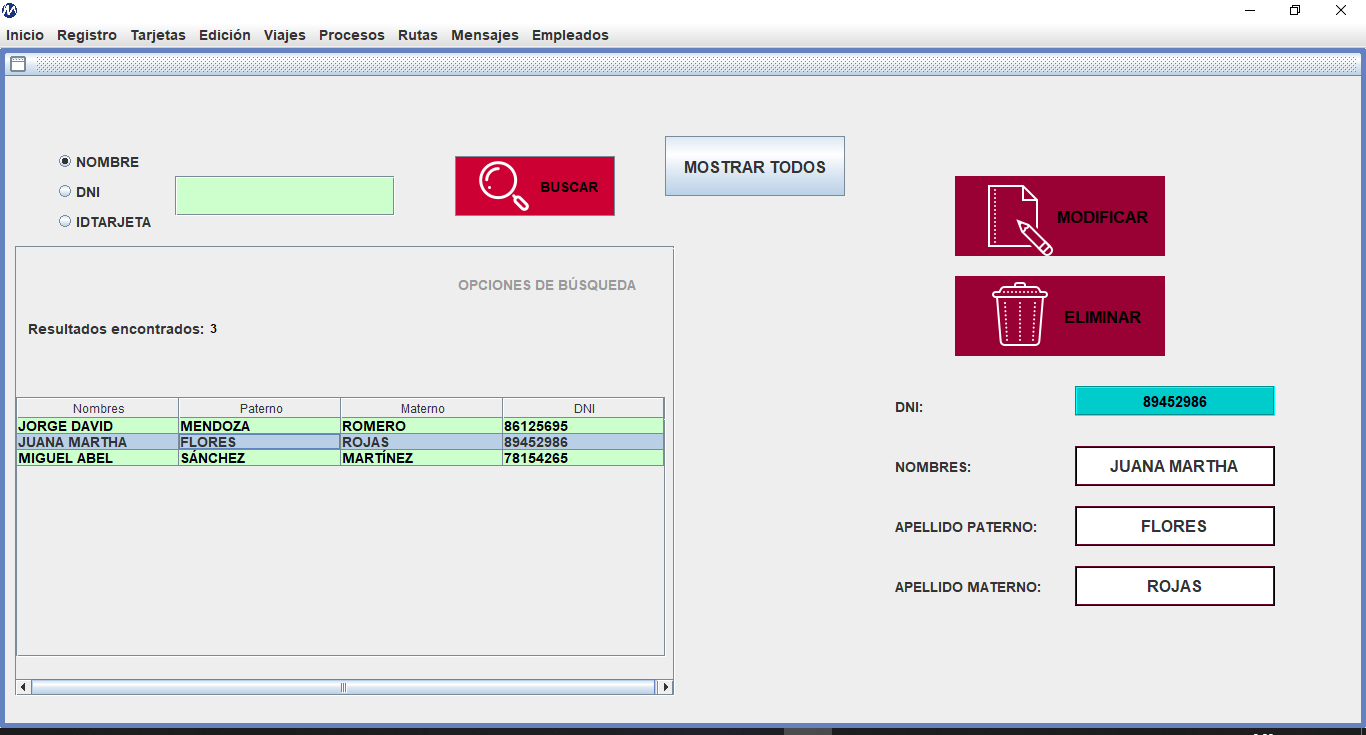 Inicio Registro Tarjetas Edición Viajes Procesos Rutas Mensajes Empleados
NOMBRE
DNI
IDTARJETA
BUSCAR
MOSTRAR TODOS
MODIFICAR
ELIMINAR
OPCIONES DE BÚSQUEDA
Resultados encontrados: 3
Nombres Paterno Materno DNI
JORGE DAVID MENDOZA ROMERO 86125695
JUANA MARTHA FLORES ROJAS 89452986
MIGUEL ABEL SÁNCHEZ MARTÍNEZ 78154265
DNI: 89452986
NOMBRES: JUANA MARTHA
APELLIDO PATERNO: FLORES
APELLIDO MATERNO: ROJAS